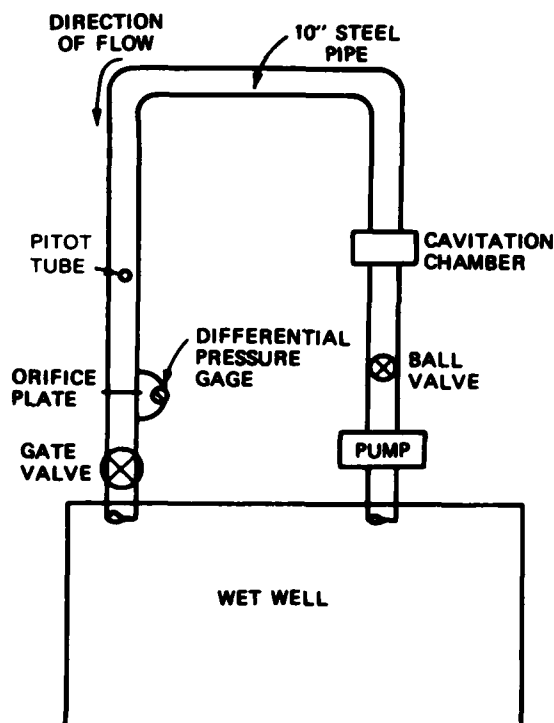 DIRECTION
OF FLOW
10" STEEL
PIPE
PITOT
TUBE
CAVITATION
CHAMBER
DIFFERENTIAL
PRESSURE
GAGE
ORIFICE
PLATE
BALL
VALVE
GATE
VALVE
PUMP
WET WELL